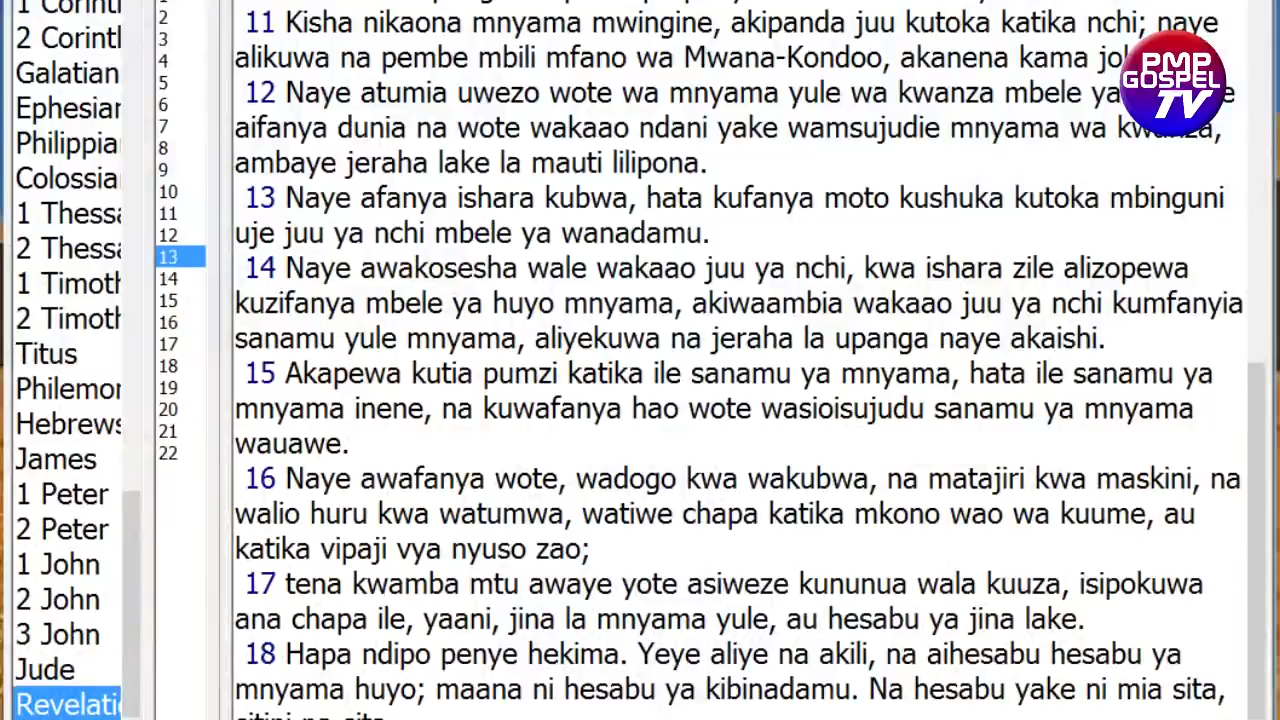 1 Corinth
2 Corinth
Galatian
Ephesian
Philippia
Colossia
1 Thessa
2 Thessa
1 Timoth
2 Timoth
Titus
Philemon
Hebrews
James
1 Peter
2 Peter
1 John
2 John
3 John
Jude
Revelati
2
3
4
5
6
7
8
9
10
11
12
13
14
15
16
17
18
19
20
21
22
11 Kisha nikaona mnyama mwingine, akipanda juu kutoka katika nchi; naye
alikuwa na pembe mbili mfano wa Mwana-Kondoo, akanena kama jo
12 Naye atumia uwezo wote wa mnyama yule wa kwanza mbele ya
aifanya dunia na wote wakaao ndani yake wamsujudie mnyama wa kwanza,
ambaye jeraha lake la mauti lilipona.
13 Naye afanya ishara kubwa, hata kufanya moto kushuka kutoka mbinguni
uje juu ya nchi mbele ya wanadamu.
14 Naye awakosesha wale wakaao juu ya nchi, kwa ishara zile alizopewa
kuzifanya mbele ya huyo mnyama, akiwaambia wakaao juu ya nchi kumfanyia
sanamu yule mnyama, aliyekuwa na jeraha la upanga naye akaishi.
15 Akapewa kutia pumzi katika ile sanamu ya mnyama, hata ile sanamu ya
mnyama inene, na kuwafanya hao wote wasioisujudu sanamu ya mnyama
wauawe.
16 Naye awafanya wote, wadogo kwa wakubwa, na matajiri kwa maskini, na
walio huru kwa watumwa, watiwe chapa katika mkono wao wa kuume, au
katika vipaji vya nyuso zao;
17 tena kwamba mtu awaye yote asiweze kununua wala kuuza, isipokuwa
ana chapa ile, yaani, jina la mnyama yule, au hesabu ya jina lake.
18 Hapa ndipo penye hekima. Yeye aliye na akili, na aihesabu hesabu ya
mnyama huyo; maana ni hesabu ya kibinadamu. Na hesabu yake ni mia sita,
sitini na sita
PMP
GOSPEL
TV